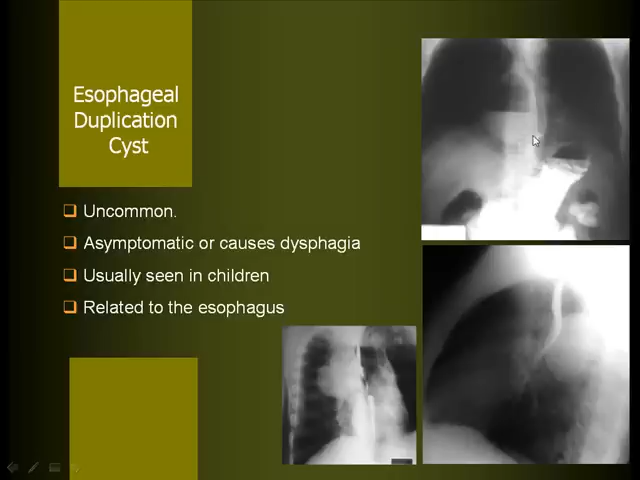 Esophageal
Duplication
Cyst
Uncommon.
Asymptomatic or causes dysphagia
Usually seen in children
Related to the esophagus